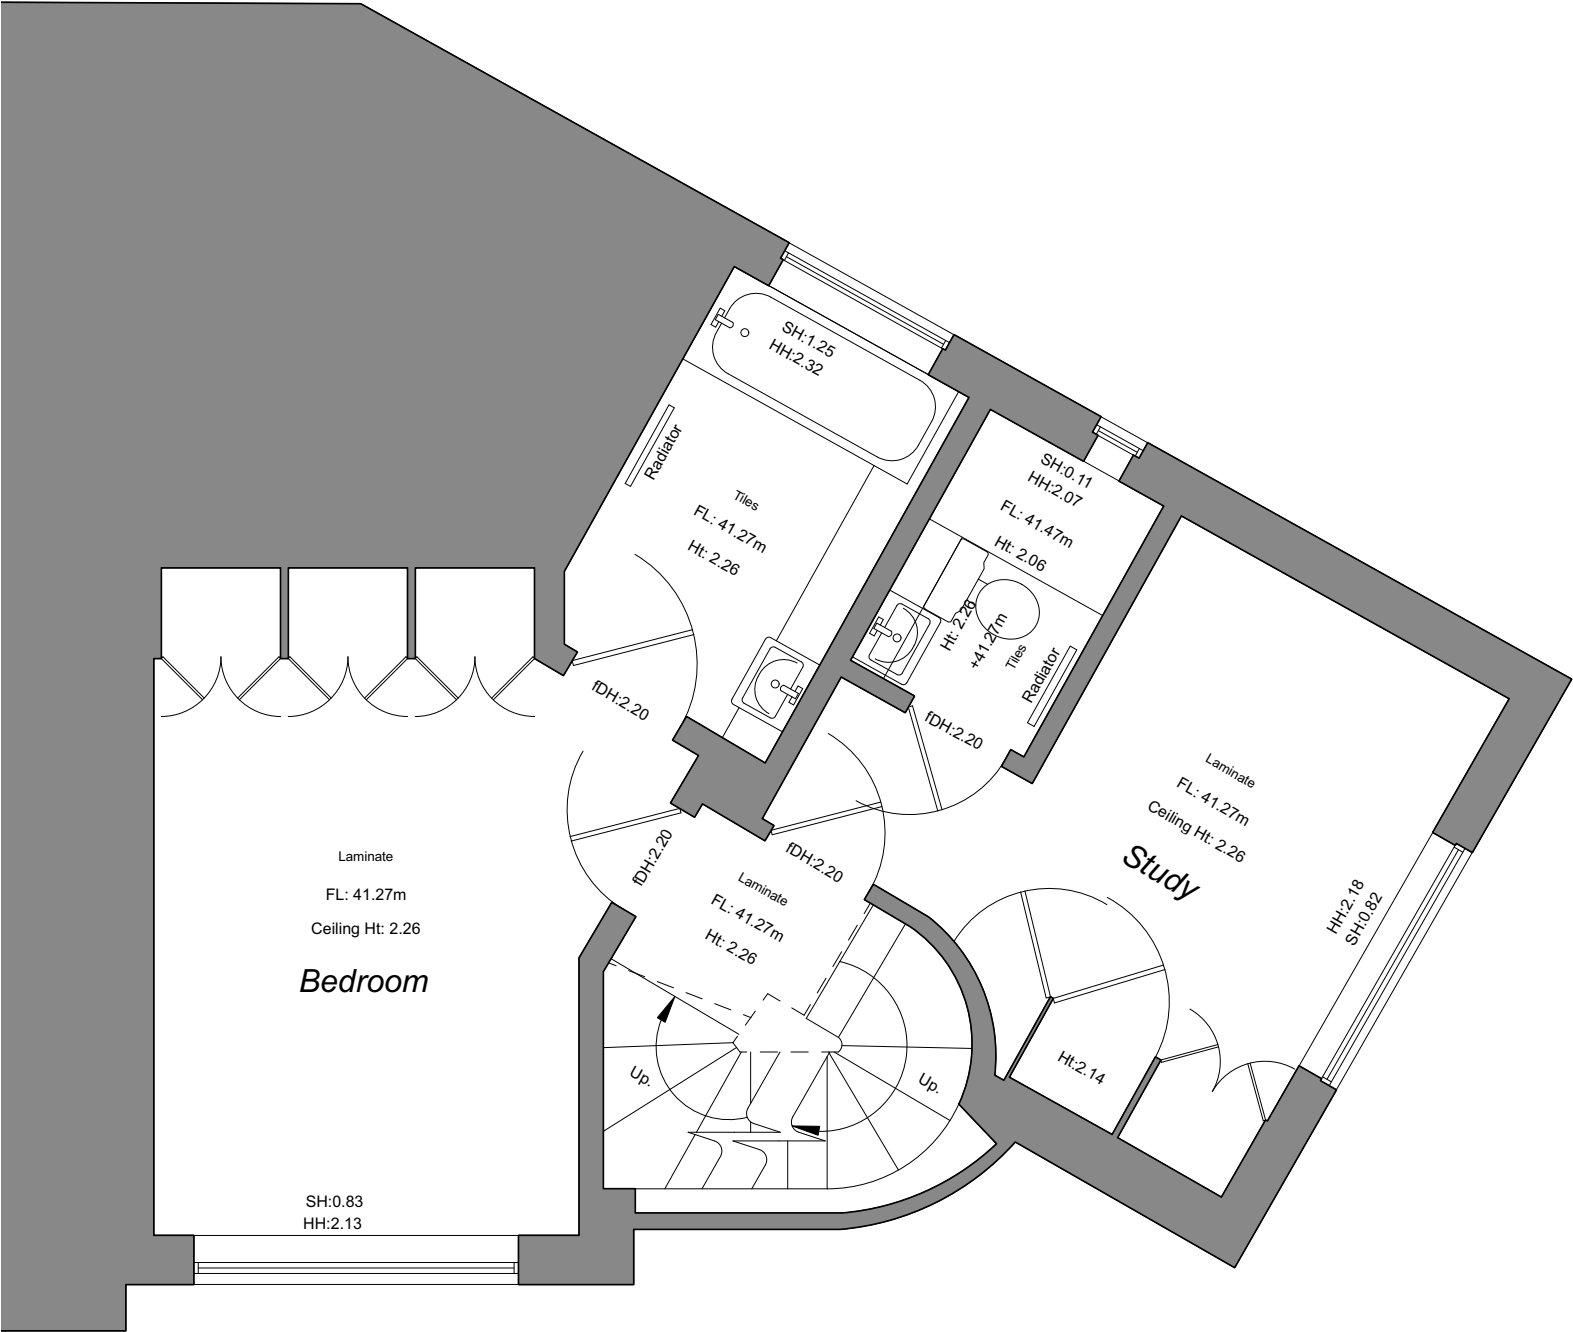 SH:1.25
HH:2.32
Radiator
Tiles
FL: 41.27m
Ht: 2.26
fDH:2.20
SH:0.11
HH:2.07
FL: 41.47m
Ht: 2.06
Ht: 2.26
+41.27m
Tiles
Radiator
fDH:2.20
Laminate
FL: 41.27m
Ceiling Ht: 2.26
Study
HH:2.18
SH:0.82
Ht:2.14
fDH:2.20
fDH:2.20
Laminate
FL: 41.27m
Ht: 2.26
Up.
Up.
Laminate
FL: 41.27m
Ceiling Ht: 2.26
Bedroom
SH:0.83
HH:2.13